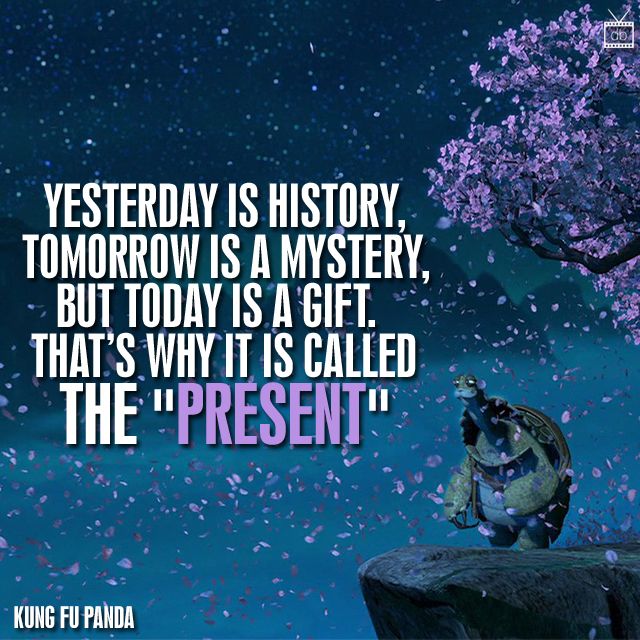 db
YESTERDAY IS HISTORY,
TOMORROW IS A MYSTERY,
BUT TODAY IS A GIFT.
THAT'S WHY IT IS CALLED
THE "PRESENT"
KUNG FU PANDA